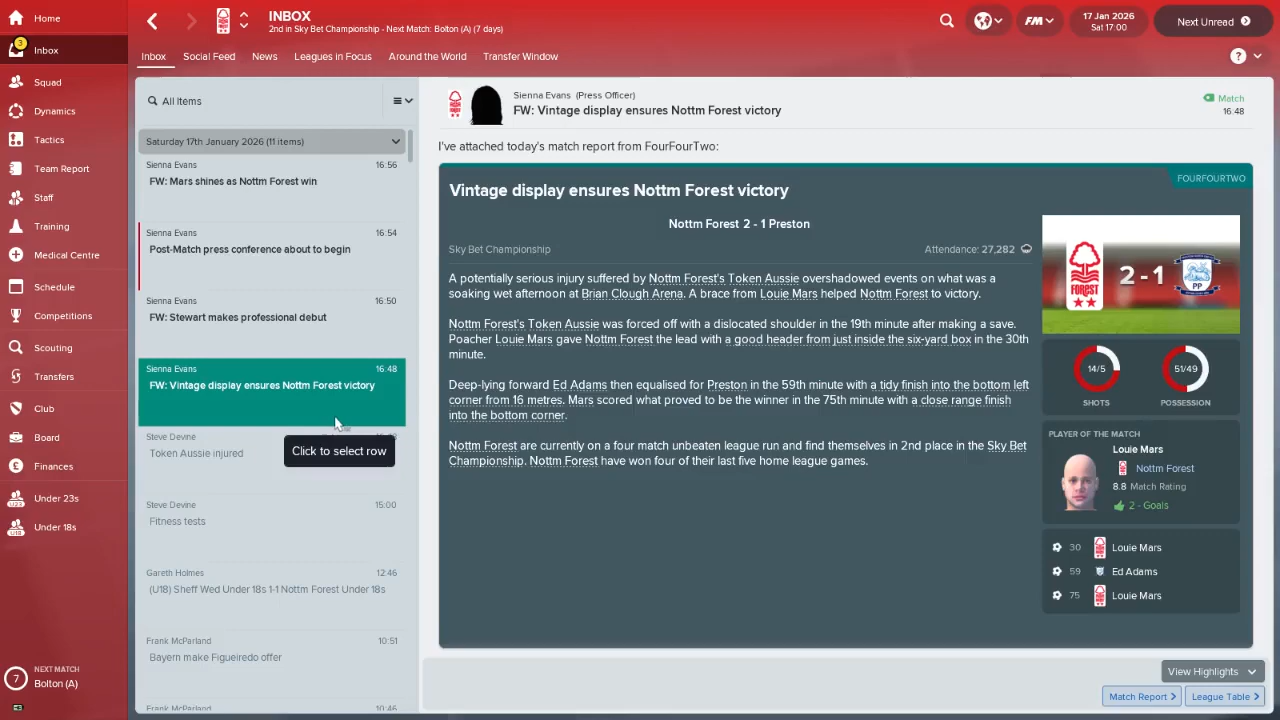 Home
INBOX
2nd in Sky Bet Championship - Next Match: Bolton (A) (7 days)
FM
17 Jan 2026
Sat 17:00
Next Unread
3
Inbox
Inbox
Social Feed
News
Leagues in Focus
Around the World
Transfer Window
?
Squad
Dynamics
Tactics
Team Report
Staff
Training
Medical Centre
Schedule
Competitions
Scouting
Transfers
Club
Board
Finances
Under 23s
Under 18s
NEXT MATCH
7
Bolton (A)
All Items
Saturday 17th January 2026 (11 items)
Sienna Evans 16:56
FW: Mars shines as Nottm Forest win
Sienna Evans 16:54
Post-Match press conference about to begin
Sienna Evans 16:50
FW: Stewart makes professional debut
Sienna Evans 16:48
FW: Vintage display ensures Nottm Forest victory
Steve Devine
Token Aussie injured
Click to select row
Steve Devine 15:00
Fitness tests
Gareth Holmes 12:46
(U18) Sheff Wed Under 18s 1-1 Nottm Forest Under 18s
Frank McParland 10:51
Bayern make Figueiredo offer
Frank McParland 10:46
Sienna Evans (Press Officer)
FW: Vintage display ensures Nottm Forest victory
Match
16.48
I've attached today's match report from FourFourTwo:
FOURFOURTWO
Vintage display ensures Nottm Forest victory
Nottm Forest 2 - 1 Preston
Sky Bet Championship
Attendance: 27,282
A potentially serious injury suffered by Nottm Forest's Token Aussie overshadowed events on what was a
soaking wet afternoon at Brian Clough Arena. A brace from Louie Mars helped Nottm Forest to victory.
Nottm Forest's Token Aussie was forced off with a dislocated shoulder in the 19th minute after making a save.
Poacher Louie Mars gave Nottm Forest the lead with a good header from just inside the six-yard box in the 30th
minute.
Deep-lying forward Ed Adams then equalised for Preston in the 59th minute with a tidy finish into the bottom left
corner from 16 metres. Mars scored what proved to be the winner in the 75th minute with a close range finish
into the bottom corner.
Nottm Forest are currently on a four match unbeaten league run and find themselves in 2nd place in the Sky Bet
Championship. Nottm Forest have won four of their last five home league games.
FOREST
2 - 1
PP
14/5
SHOTS
51/49
POSSESSION
PLAYER OF THE MATCH
Louie Mars
Nottm Forest
8.8 Match Rating
2 - Goals
30 Louie Mars
59 Ed Adams
75 Louie Mars
View Highlights
Match Report
League Table